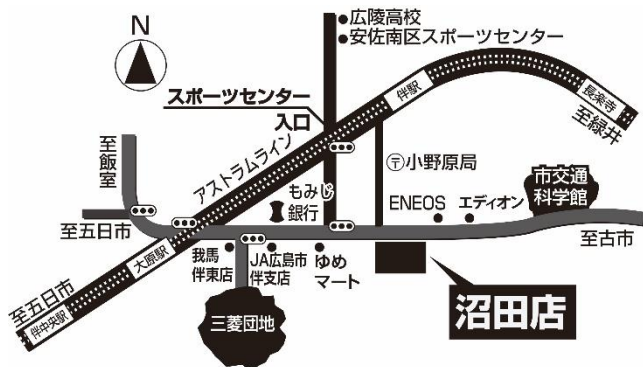 N
広陵高校
安佐南区スポーツセンター
伴駅
長楽寺
至緑井
スポーツセンター
入口
至飯室
アストラムライン
〒小野原局
もみじ
銀行
ENEOS
エディオン
市交通
科学館
至五日市
大原駅
至古市
我馬
伴東店
JA広島市
伴支店
ゆめ
マート
沼田店
至五日市
伴中央駅
三菱団地